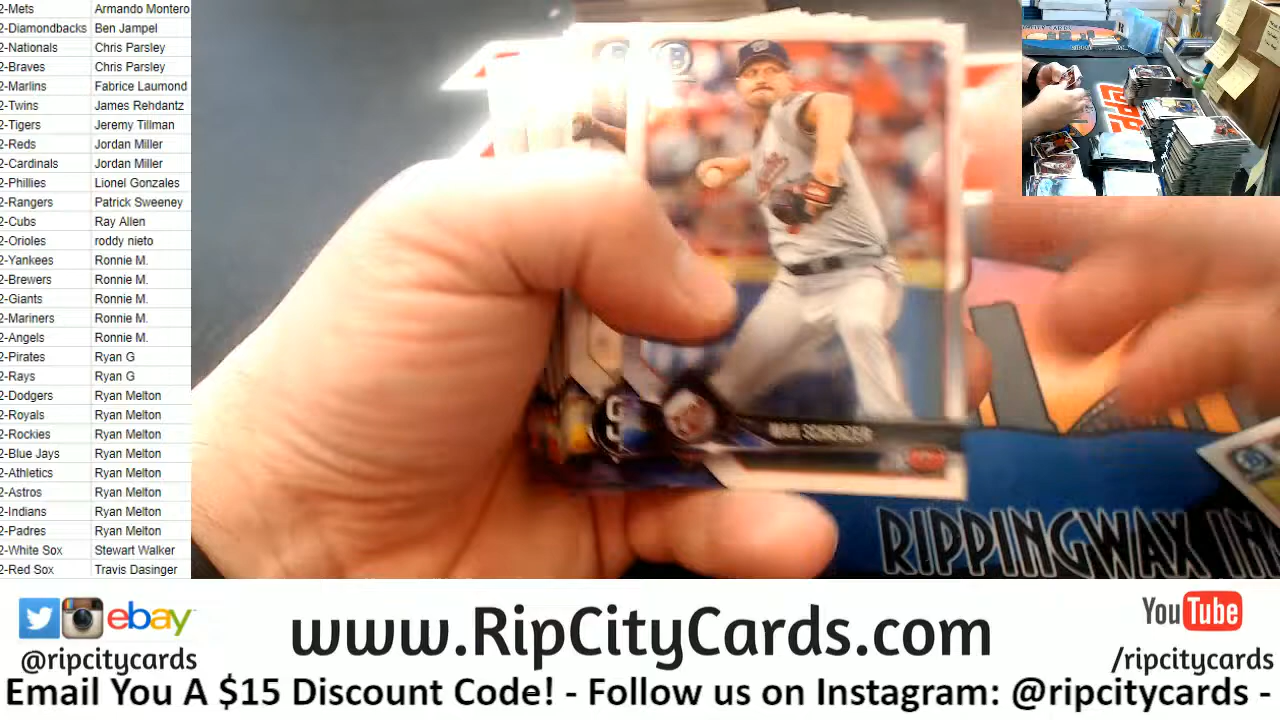 2-Mets Armando Montero
2-Diamondbacks Ben Jampel
2-Nationals Chris Parsley
2-Braves Chris Parsley
2-Marlins Fabrice Laumond
2-Twins James Rehdantz
2-Tigers Jeremy Tillman
2-Reds Jordan Miller
2-Cardinals Jordan Miller
2-Phillies Lionel Gonzales
2-Rangers Patrick Sweeney
2-Cubs Ray Allen
2-Orioles roddy nieto
2-Yankees Ronnie M.
2-Brewers Ronnie M.
2-Giants Ronnie M.
2-Mariners Ronnie M.
2-Angels Ronnie M.
2-Pirates Ryan G
2-Rays Ryan G
2-Dodgers Ryan Melton
2-Royals Ryan Melton
2-Rockies Ryan Melton
2-Blue Jays Ryan Melton
2-Athletics Ryan Melton
2-Astros Ryan Melton
2-Indians Ryan Melton
2-Padres Ryan Melton
2-White Sox Stewart Walker
2-Red Sox Travis Dasinger
B
MAX SCHERZER
RIPPINGWAX IN
ebay
@ripcitycards
www.RipCityCards.com
YouTube
/ripcitycards
Email You A $15 Discount Code! - Follow us on Instagram: @ripcitycards -